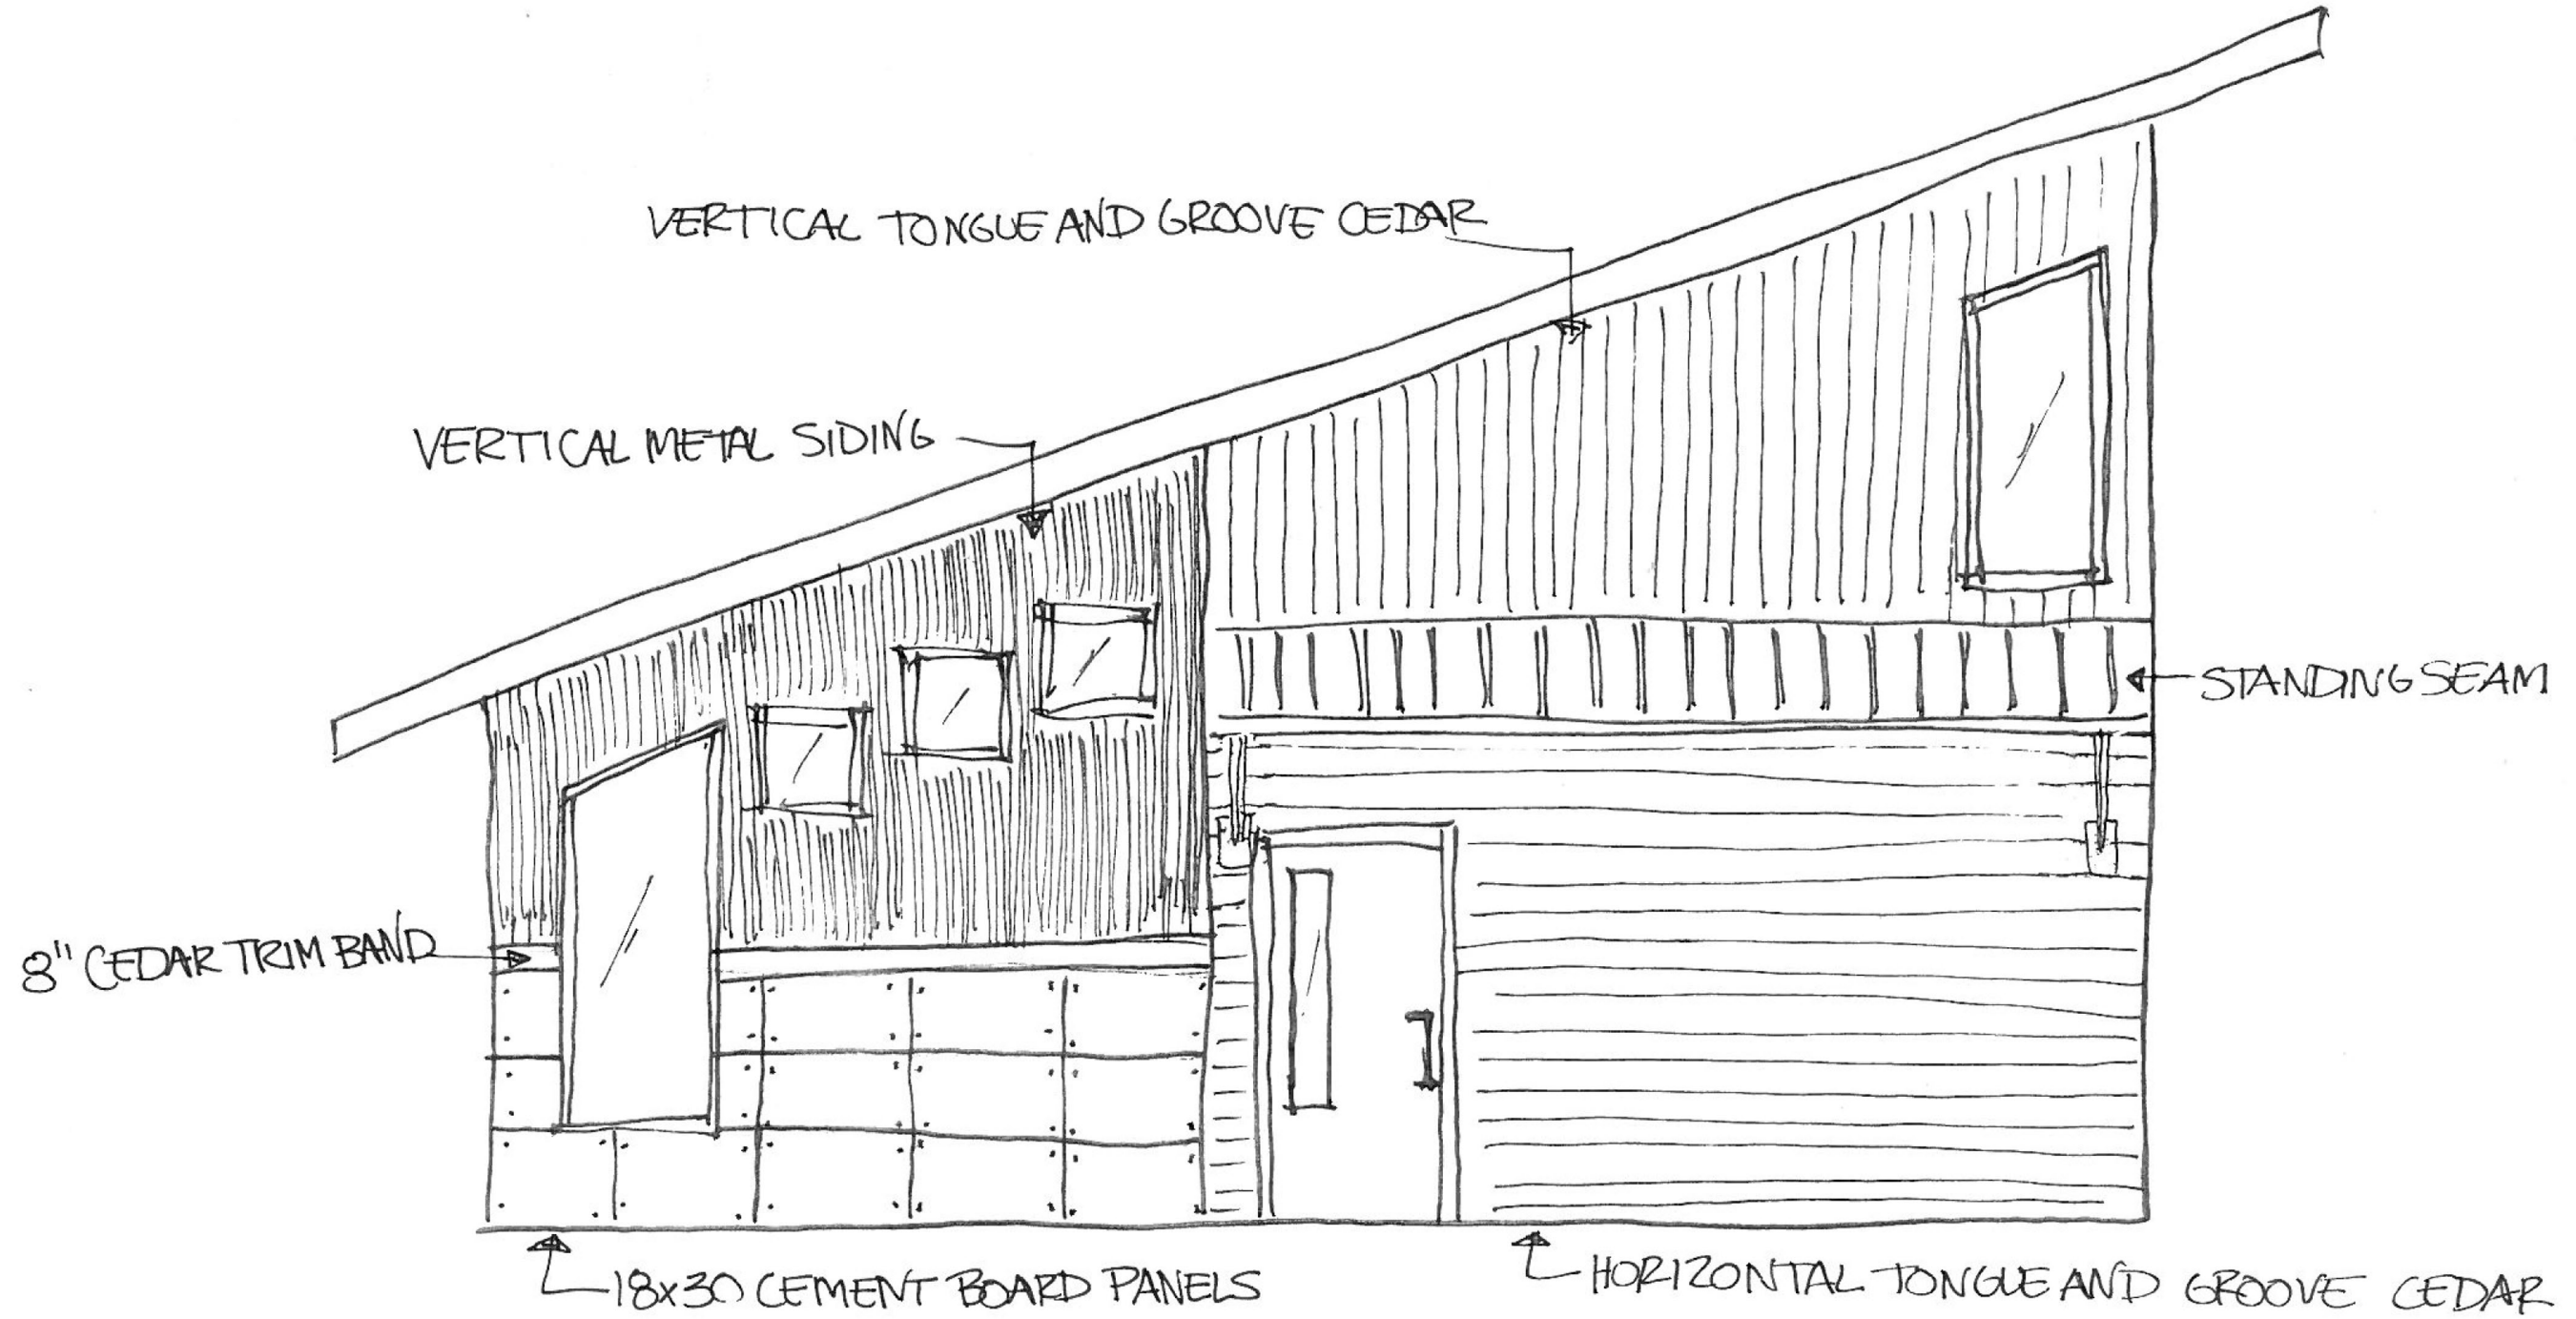 VERTICAL TONGUE AND GROOVE CEDAR
VERTICAL METAL SIDING
STANDING SEAM
8" CEDAR TRIM BAND
18x30 CEMENT BOARD PANELS
HORIZONTAL TONGUE AND GROOVE CEDAR